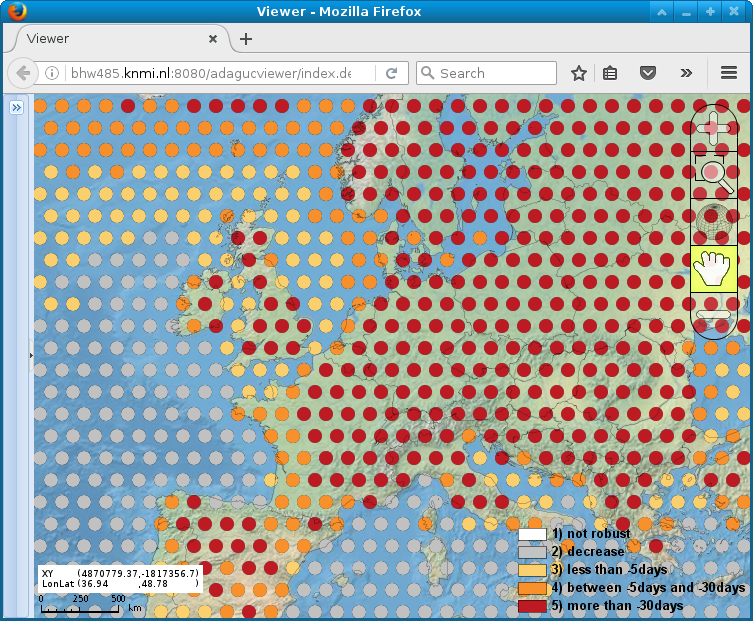 Viewer - Mozilla Firefox
Viewer
bhw485.knmi.nl:8080/adagucviewer/index.de
Search
1) not robust
2) decrease
3) less than -5days
4) between -5days and -30days
5) more than -30days
XY (4870779.37,-1817356.7)
LonLat (36.94 ,48.78 )
0 250 500 km